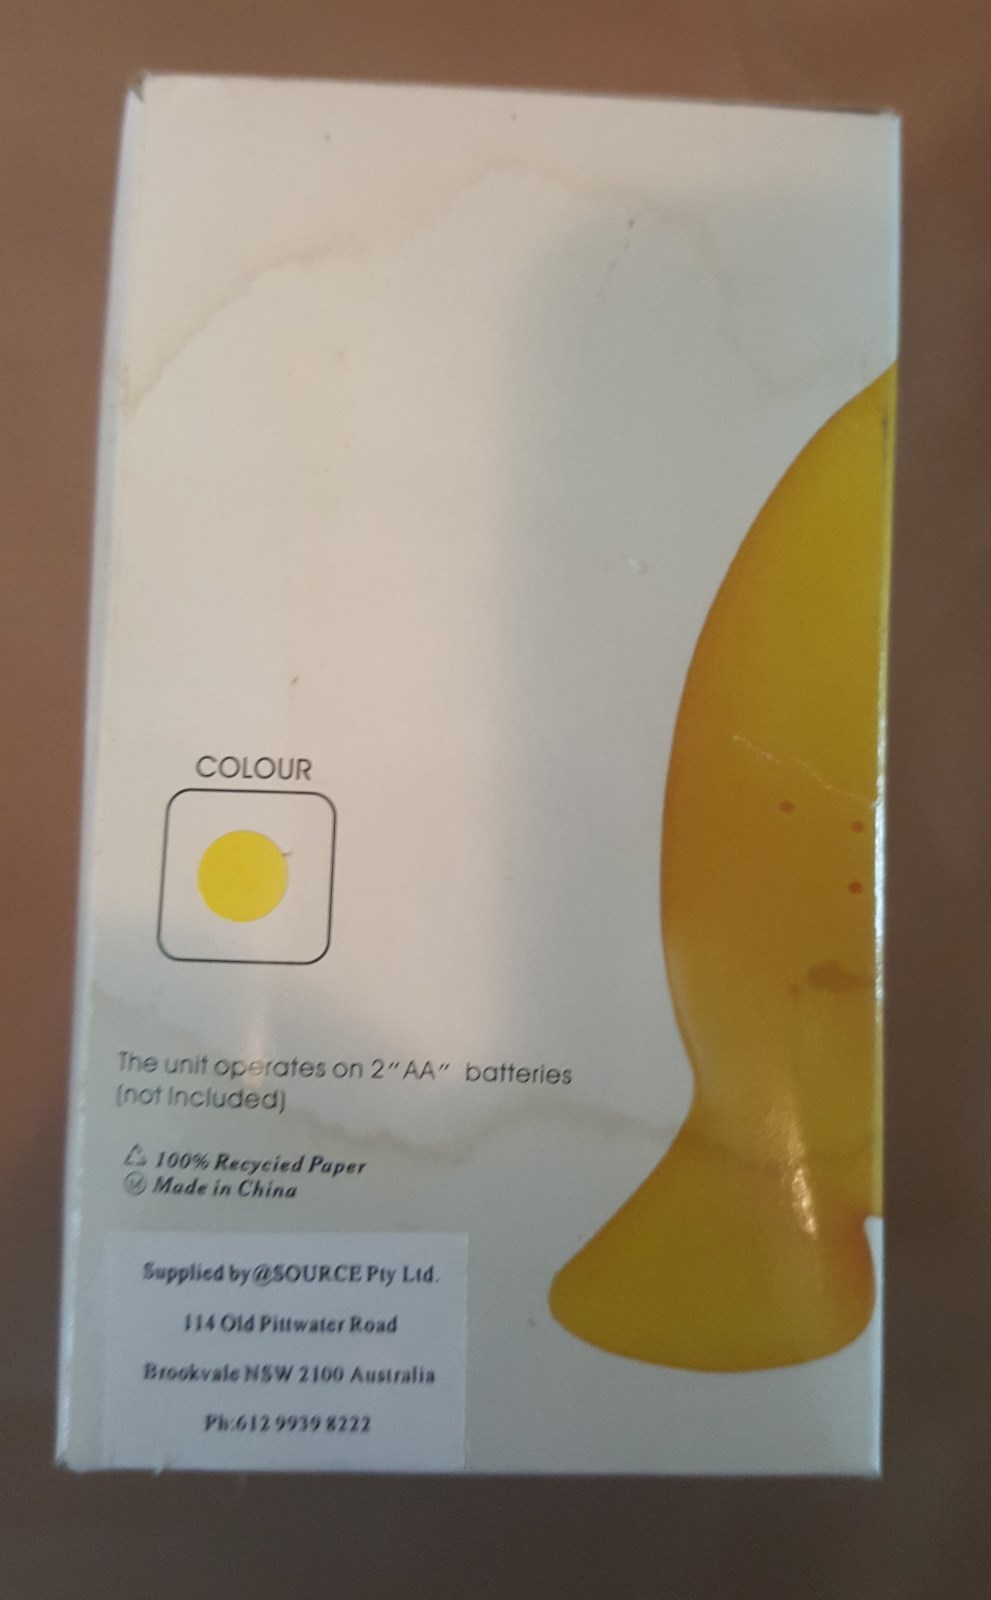 COLOUR
The unit operates on 2"AA" batteries
(not Included)
100% Recycled Paper
Made in China
Supplied by@SOURCE Pty Ltd.
114 Old Pittwater Road
Brookvale NSW 2100 Australia
Ph:612 9939 8222